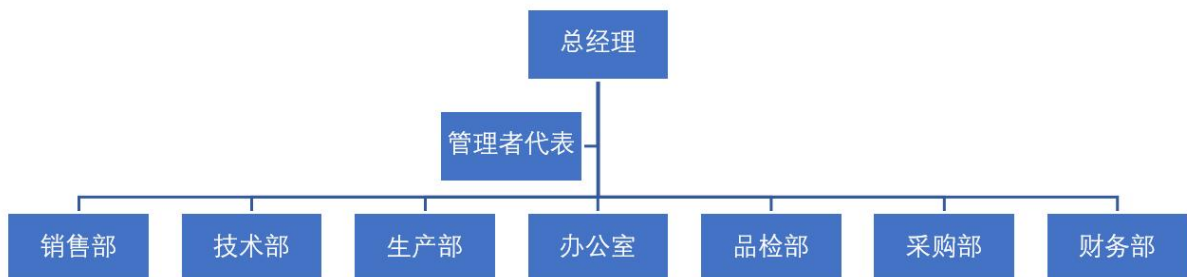 总经理
管理者代表
销售部
技术部
生产部
办公室
品检部
采购部
财务部